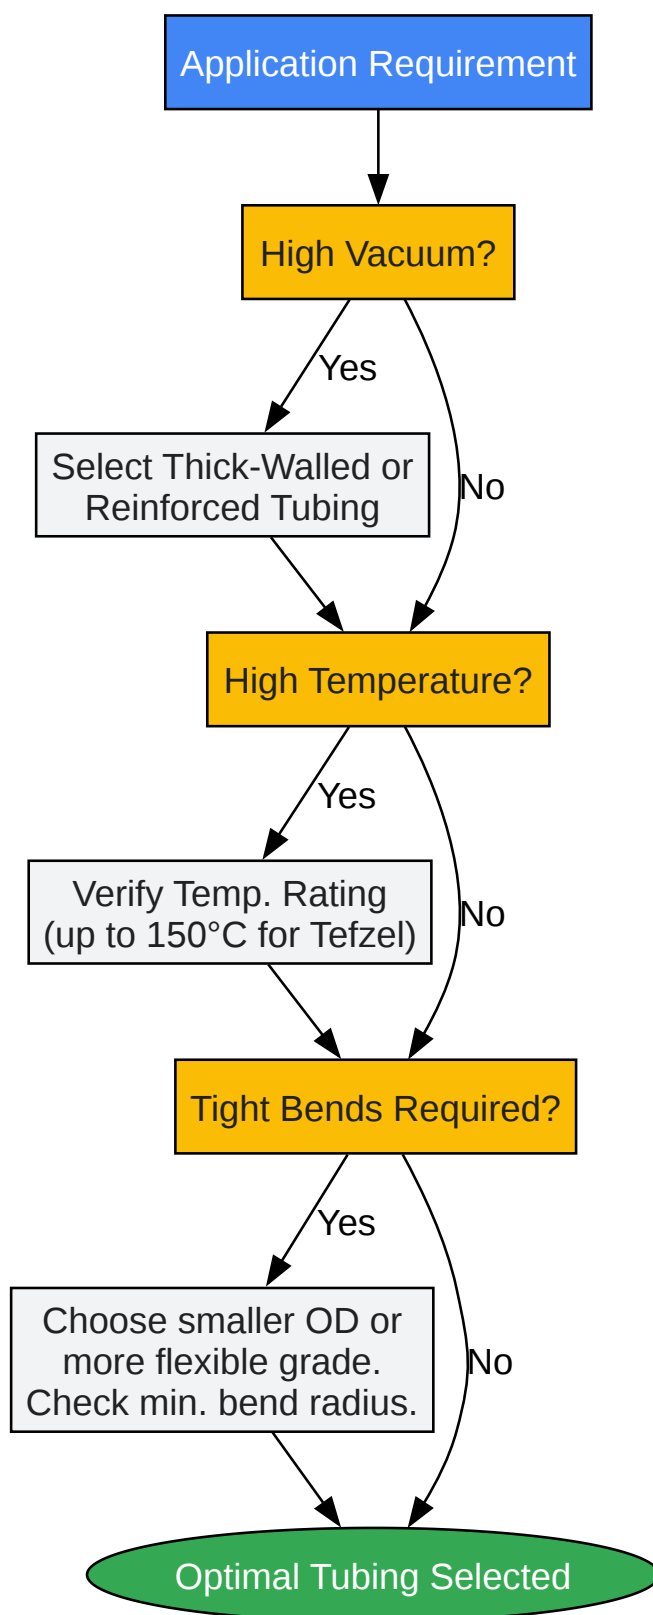 Application Requirement
High Vacuum?
Yes
Select Thick-Walled or
Reinforced Tubing
No
High Temperature?
Yes
Verify Temp. Rating
(up to 150°C for Tefzel)
No
Tight Bends Required?
Yes
Choose smaller OD or
more flexible grade.
Check min. bend radius.
No
Optimal Tubing Selected